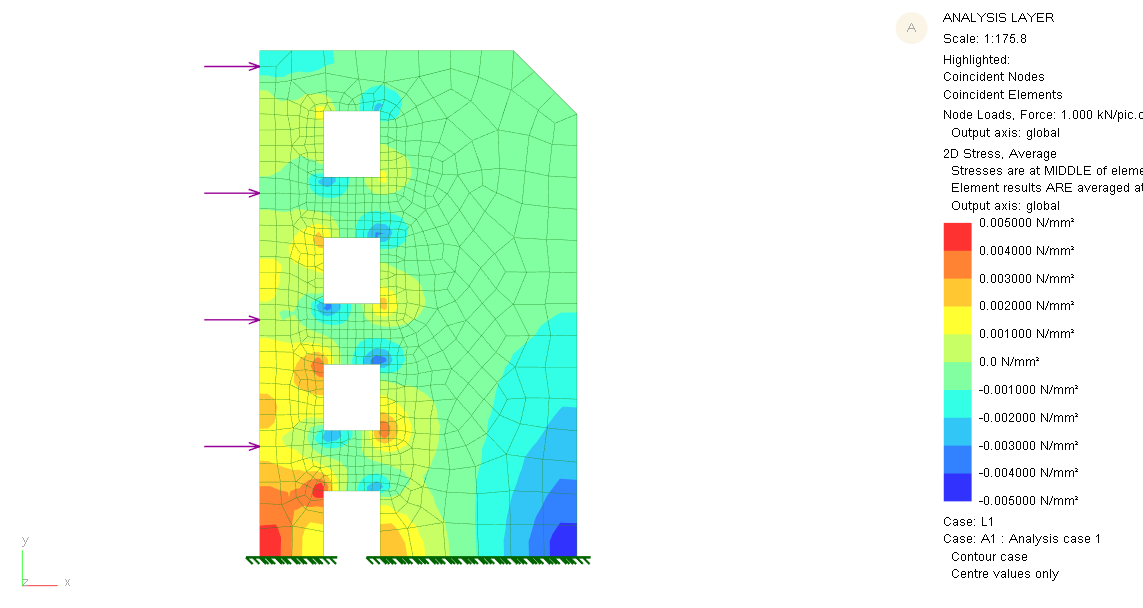 A
ANALYSIS LAYER
Scale: 1:175.8
Highlighted:
Coincident Nodes
Coincident Elements
Node Loads, Force: 1.000 kN/pic.c
Output axis: global
2D Stress, Average
Stresses are at MIDDLE of eleme
Element results ARE averaged at
Output axis: global
0.005000 N/mm²
0.004000 N/mm²
0.003000 N/mm²
0.002000 N/mm²
0.001000 N/mm²
0.0 N/mm²
-0.001000 N/mm²
-0.002000 N/mm²
-0.003000 N/mm²
-0.004000 N/mm²
-0.005000 N/mm²
Case: L1
Case: A1 : Analysis case 1
Contour case
Centre values only
y
z x